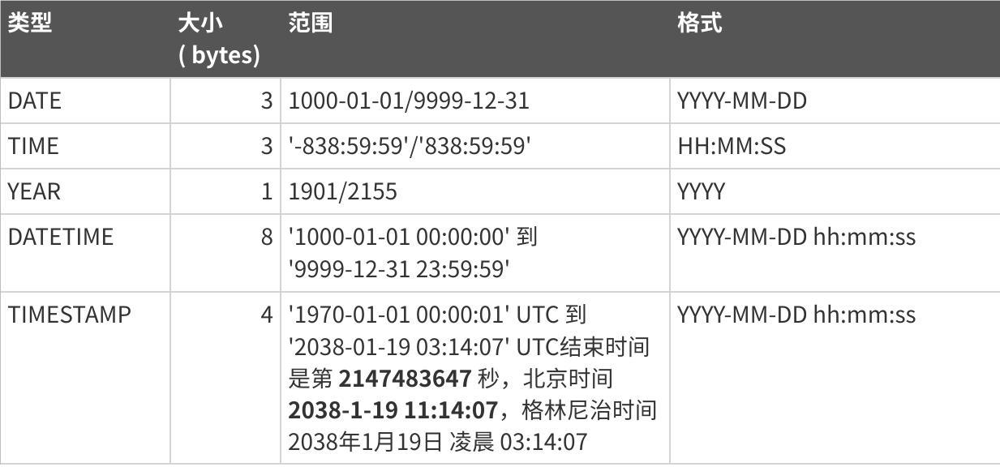 类型 大小 范围 格式
( bytes)
DATE 3 1000-01-01/9999-12-31 YYYY-MM-DD
TIME 3 '-838:59:59'/'838:59:59' HH:MM:SS
YEAR 1 1901/2155 YYYY
DATETIME 8 '1000-01-01 00:00:00' 到 YYYY-MM-DD hh:mm:ss
'9999-12-31 23:59:59'
TIMESTAMP 4 '1970-01-01 00:00:01' UTC 到 YYYY-MM-DD hh:mm:ss
'2038-01-19 03:14:07' UTC结束时间
是第 2147483647 秒，北京时间
2038-1-19 11:14:07，格林尼治时间
2038年1月19日 凌晨 03:14:07